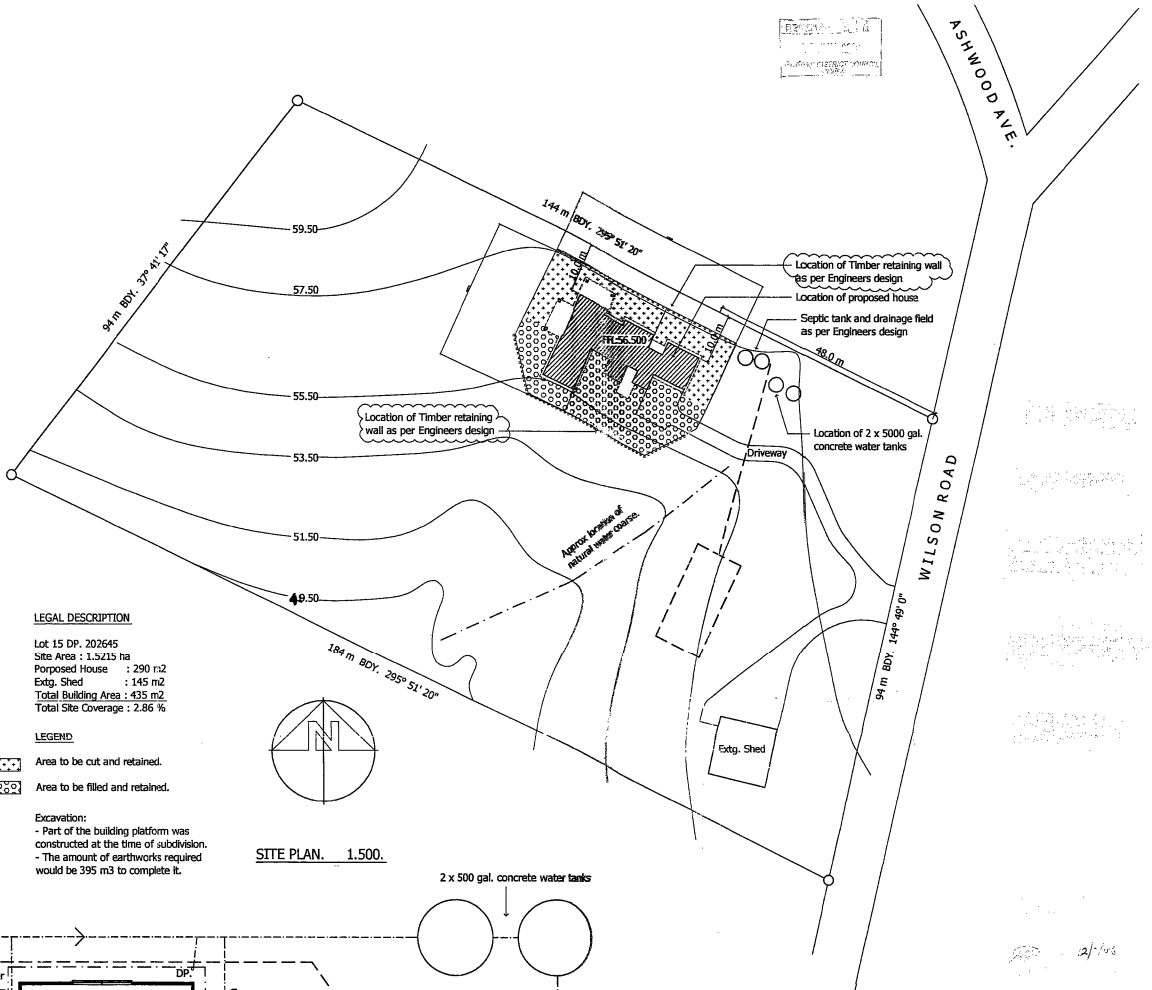 ASHWOOD AVE.
144 m BDY. 295° 51' 20"
59.50
10.0 m
Location of Timber retaining wall
as per Engineers design
57.50
Location of proposed house
94 m BDY. 37° 41' 17"
Septic tank and drainage field
as per Engineers design
FFL:56.500
10.0 m
48.0 m
55.50
Location of Timber retaining
wall as per Engineers design
Location of 2 x 5000 gal.
concrete water tanks
53.50
Driveway
WILSON ROAD
51.50
Approx location of
natural water coarse.
49.50
94 m BDY. 144° 49' 0"
184 m BDY. 295° 51' 20"
LEGAL DESCRIPTION
Lot 15 DP. 202645
Site Area : 1.5215 ha
Porposed House : 290 m2
Extg. Shed : 145 m2
Total Building Area : 435 m2
Total Site Coverage : 2.86 %
N
Extg. Shed
LEGEND
Area to be cut and retained.
Area to be filled and retained.
Excavation:
- Part of the building platform was
constructed at the time of subdivision.
- The amount of earthworks required
would be 395 m3 to complete it.
SITE PLAN. 1.500.
2 x 500 gal. concrete water tanks
DP.